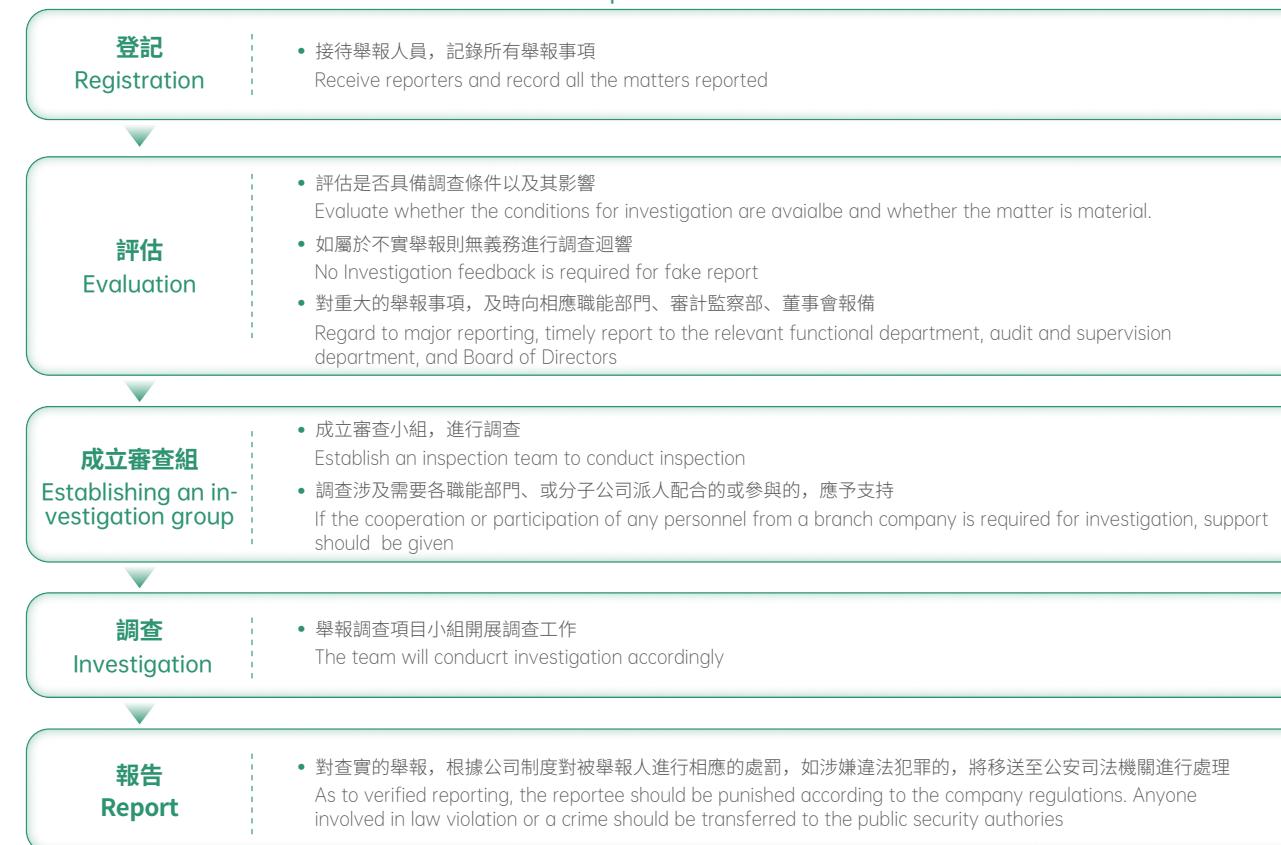 登記
Registration
• 接待舉報人員，記錄所有舉報事項
Receive reporters and record all the matters reported
評估
Evaluation
• 評估是否具備調查條件以及其影響
Evaluate whether the conditions for investigation are avaialbe and whether the matter is material.
• 如屬於不實舉報則無義務進行調查迴響
No Investigation feedback is required for fake report
• 對重大的舉報事項，及時向相應職能部門、審計監察部、董事會報備
Regard to major reporting, timely report to the relevant functional department, audit and supervision
department, and Board of Directors
成立審查組
Establishing an in-
vestigation group
• 成立審查小組，進行調查
Establish an inspection team to conduct inspection
• 調查涉及需要各職能部門、或分子公司派人配合的或參與的，應予支持
If the cooperation or participation of any personnel from a branch company is required for investigation, support
should be given
調查
Investigation
• 舉報調查項目小組開展調查工作
The team will conducrt investigation accordingly
報告
Report
• 對查實的舉報，根據公司制度對被舉報人進行相應的處罰，如涉嫌違法犯罪的，將移送至公安司法機關進行處理
As to verified reporting, the reportee should be punished according to the company regulations. Anyone
involved in law violation or a crime should be transferred to the public security authories